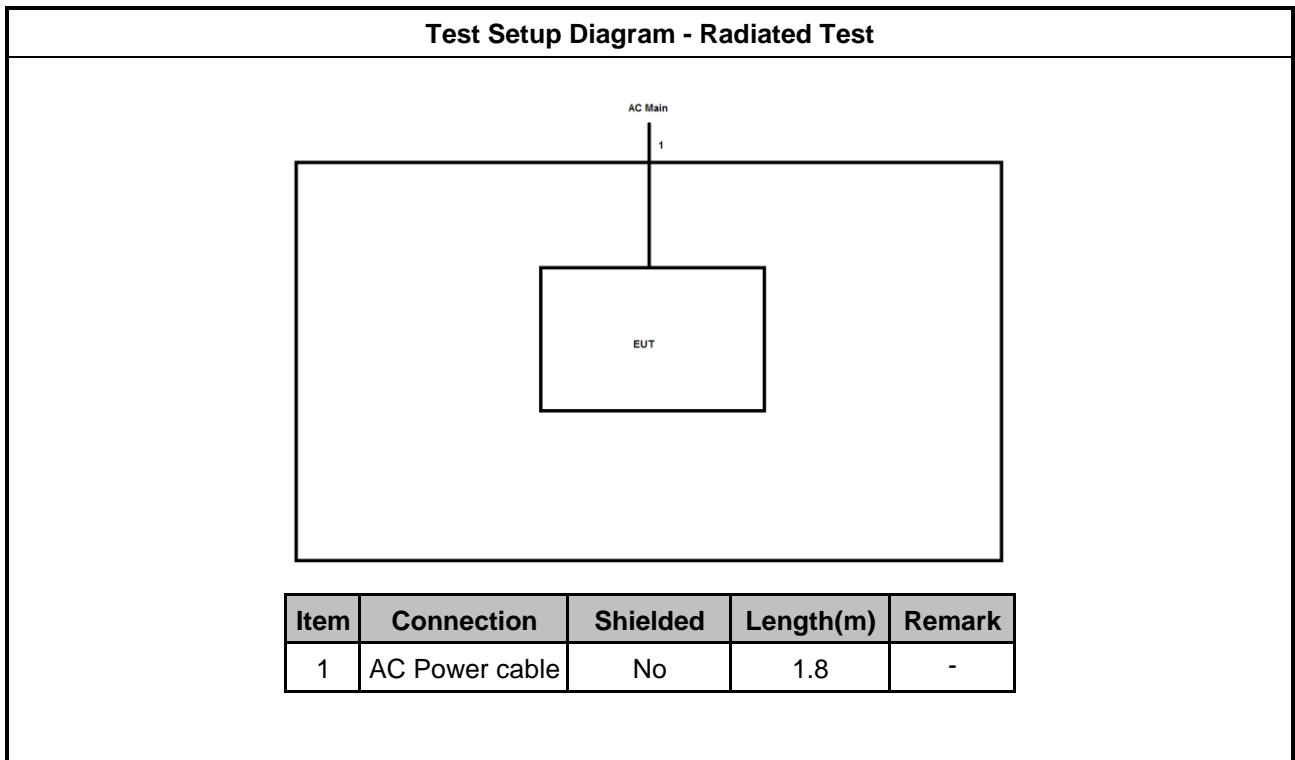 Test Setup Diagram - Radiated Test
AC Main
1
EUT
Item Connection Shielded Length(m) Remark
1 AC Power cable No 1.8 -